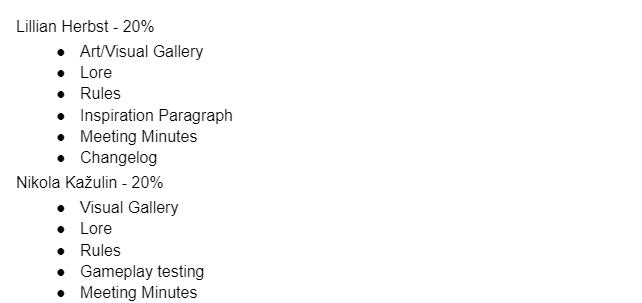 Lillian Herbst - 20%
● Art/Visual Gallery
● Lore
● Rules
● Inspiration Paragraph
● Meeting Minutes
● Changelog
Nikola Kažulin - 20%
● Visual Gallery
● Lore
● Rules
● Gameplay testing
● Meeting Minutes